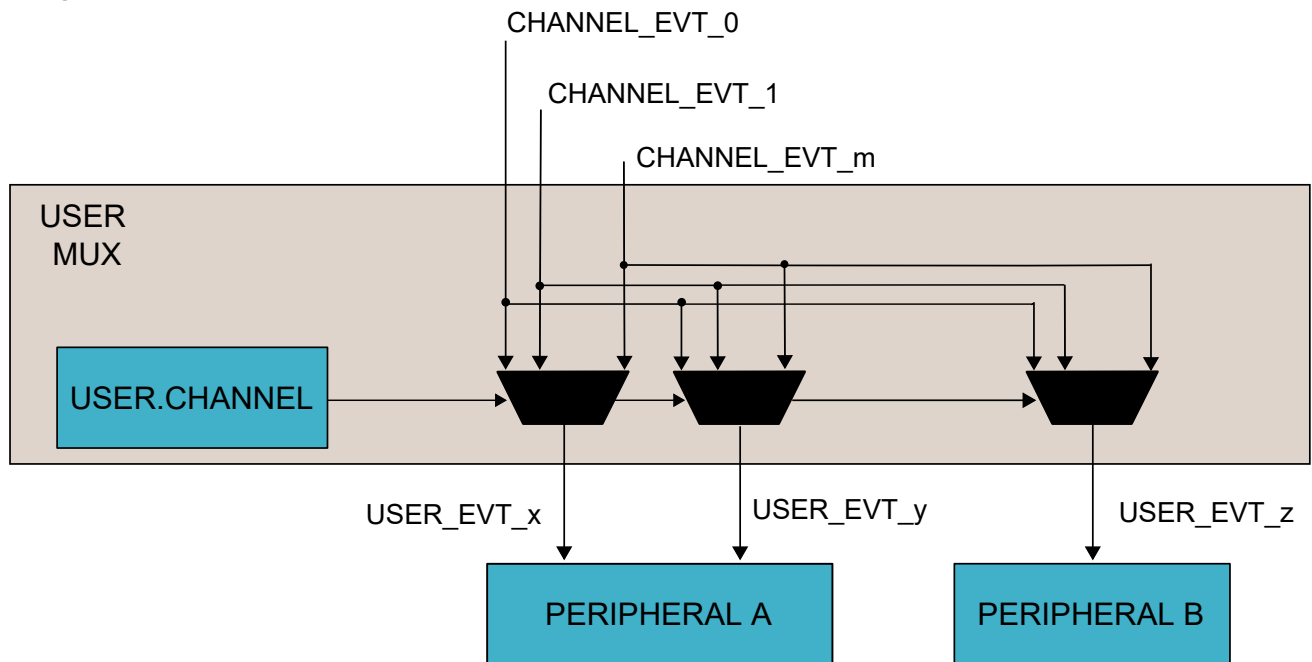 CHANNEL_EVT_0
CHANNEL_EVT_1
CHANNEL_EVT_m
USER
MUX
USER.CHANNEL
USER_EVT_x
USER_EVT_y
USER_EVT_z
PERIPHERAL A
PERIPHERAL B